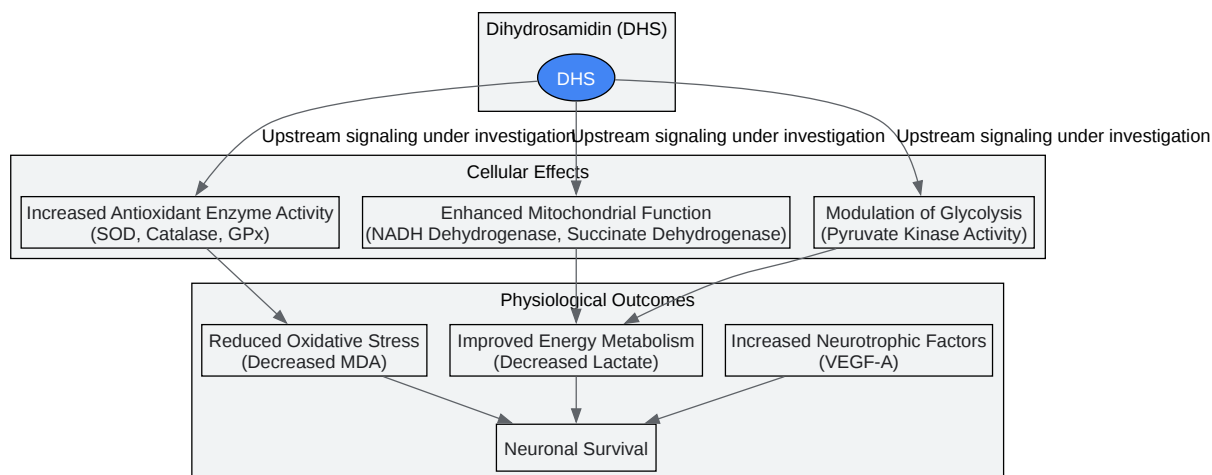 Dihydrosamidin (DHS)
DHS
Upstream signaling under investigation
Upstream signaling under investigation
Upstream signaling under investigation
Cellular Effects
Increased Antioxidant Enzyme Activity
(SOD, Catalase, GPx)
Enhanced Mitochondrial Function
(NADH Dehydrogenase, Succinate Dehydrogenase)
Modulation of Glycolysis
(Pyruvate Kinase Activity)
Physiological Outcomes
Reduced Oxidative Stress
(Decreased MDA)
Improved Energy Metabolism
(Decreased Lactate)
Increased Neurotrophic Factors
(VEGF-A)
Neuronal Survival